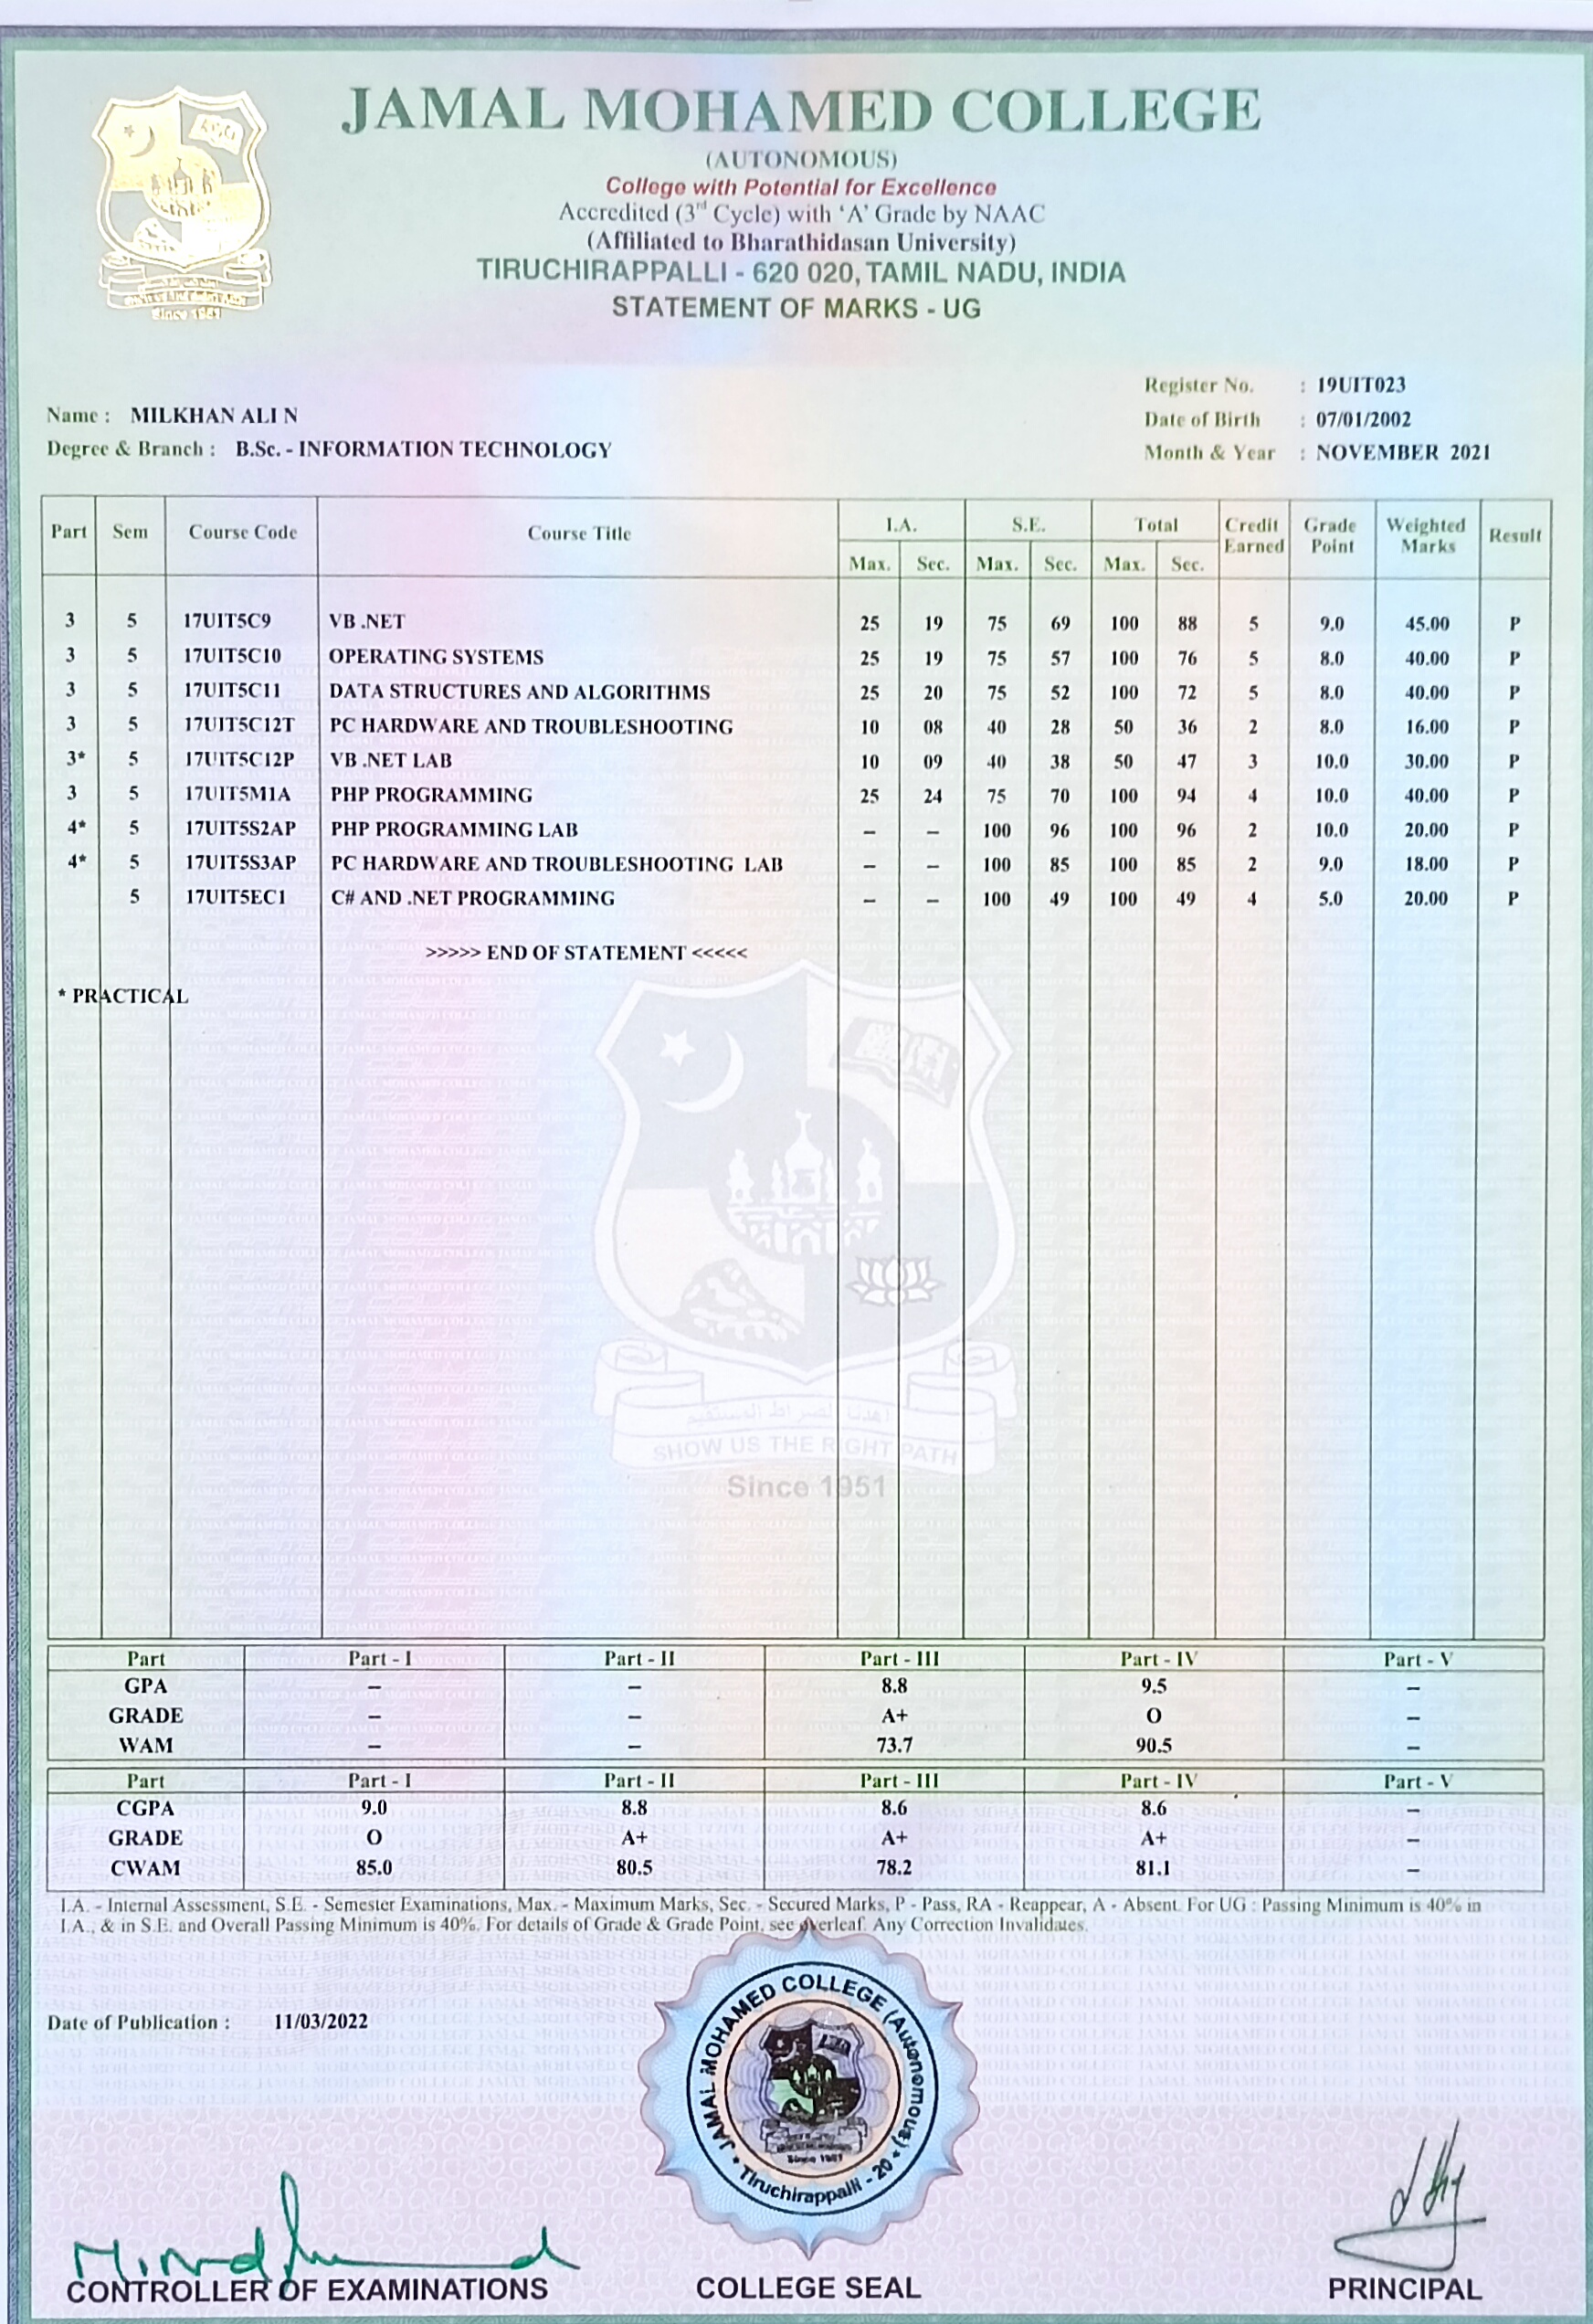 JAMAL MOHAMED COLLEGE
(AUTONOMOUS)
College with Potential for Excellence
Accredited (3rd Cycle) with ‘A’ Grade by NAAC
(Affiliated to Bharathidasan University)
TIRUCHIRAPPALLI - 620 020, TAMIL NADU, INDIA
STATEMENT OF MARKS - UG
Since 1951
Register No. : 19UIT023
Name : MILKHAN ALI N
Date of Birth : 07/01/2002
Degree & Branch : B.Sc. - INFORMATION TECHNOLOGY
Month & Year : NOVEMBER 2021
Part Sem Course Code Course Title I.A. S.E. Total Credit Earned Grade Point Weighted Marks Result
Max. Sec. Max. Sec. Max. Sec.
3 5 17UIT5C9 VB .NET 25 19 75 69 100 88 5 9.0 45.00 P
3 5 17UIT5C10 OPERATING SYSTEMS 25 19 75 57 100 76 5 8.0 40.00 P
3 5 17UIT5C11 DATA STRUCTURES AND ALGORITHMS 25 20 75 52 100 72 5 8.0 40.00 P
3 5 17UIT5C12T PC HARDWARE AND TROUBLESHOOTING 10 08 40 28 50 36 2 8.0 16.00 P
3* 5 17UIT5C12P VB .NET LAB 10 09 40 38 50 47 3 10.0 30.00 P
3 5 17UIT5M1A PHP PROGRAMMING 25 24 75 70 100 94 4 10.0 40.00 P
4* 5 17UIT5S2AP PHP PROGRAMMING LAB – – 100 96 100 96 2 10.0 20.00 P
4* 5 17UIT5S3AP PC HARDWARE AND TROUBLESHOOTING LAB – – 100 85 100 85 2 9.0 18.00 P
5 17UIT5EC1 C# AND .NET PROGRAMMING – – 100 49 100 49 4 5.0 20.00 P
>>>>> END OF STATEMENT <<<<<
* PRACTICAL
اهدنا الصراط المستقيم
SHOW US THE RIGHT PATH
Since 1951
Part Part - I Part - II Part - III Part - IV Part - V
GPA – – 8.8 9.5 –
GRADE – – A+ O –
WAM – – 73.7 90.5 –
Part Part - I Part - II Part - III Part - IV Part - V
CGPA 9.0 8.8 8.6 8.6 –
GRADE O A+ A+ A+ –
CWAM 85.0 80.5 78.2 81.1 –
I.A. - Internal Assessment, S.E. - Semester Examinations, Max. - Maximum Marks, Sec. - Secured Marks, P - Pass, RA - Reappear, A - Absent. For UG : Passing Minimum is 40% in
I.A., & in S.E. and Overall Passing Minimum is 40%. For details of Grade & Grade Point, see overleaf. Any Correction Invalidates.
Date of Publication : 11/03/2022
JAMAL MOHAMED COLLEGE (Autonomous)
* Tiruchirappalli - 20 *
Since 1951
CONTROLLER OF EXAMINATIONS COLLEGE SEAL PRINCIPAL